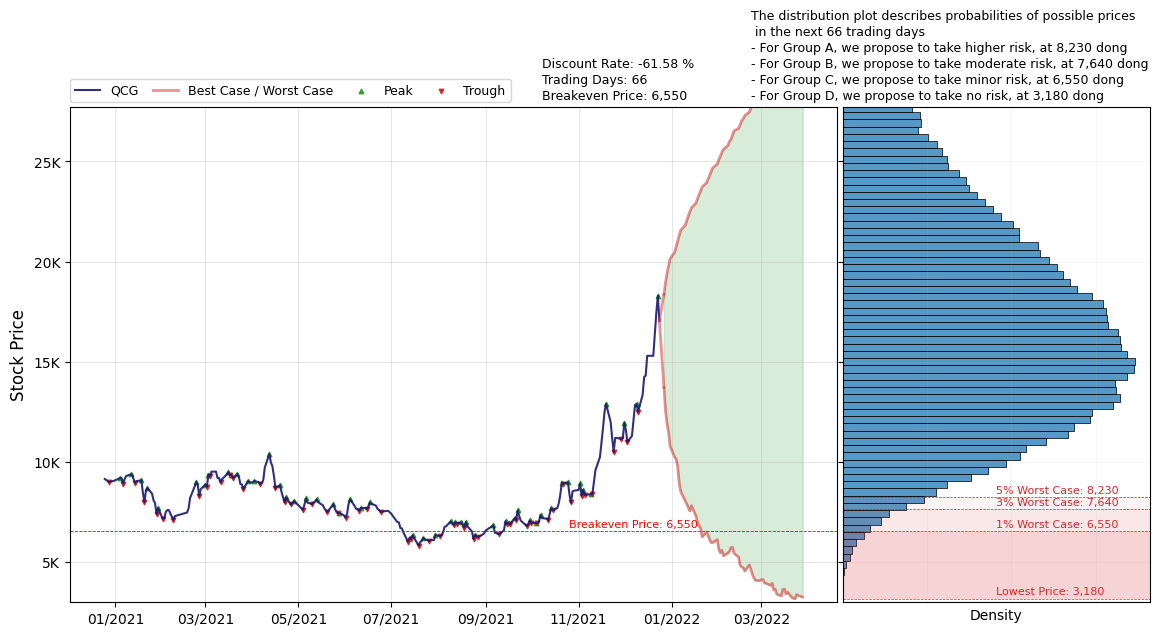 The distribution plot describes probabilities of possible prices
in the next 66 trading days
- For Group A, we propose to take higher risk, at 8,230 dong
- For Group B, we propose to take moderate risk, at 7,640 dong
- For Group C, we propose to take minor risk, at 6,550 dong
- For Group D, we propose to take no risk, at 3,180 dong
Discount Rate: -61.58 %
Trading Days: 66
Breakeven Price: 6,550
QCG
Best Case / Worst Case
Peak
Trough
Stock Price
25K
20K
15K
10K
5K
Breakeven Price: 6,550
01/2021
03/2021
05/2021
07/2021
09/2021
11/2021
01/2022
03/2022
5% Worst Case: 8,230
3% Worst Case: 7,640
1% Worst Case: 6,550
Lowest Price: 3,180
Density